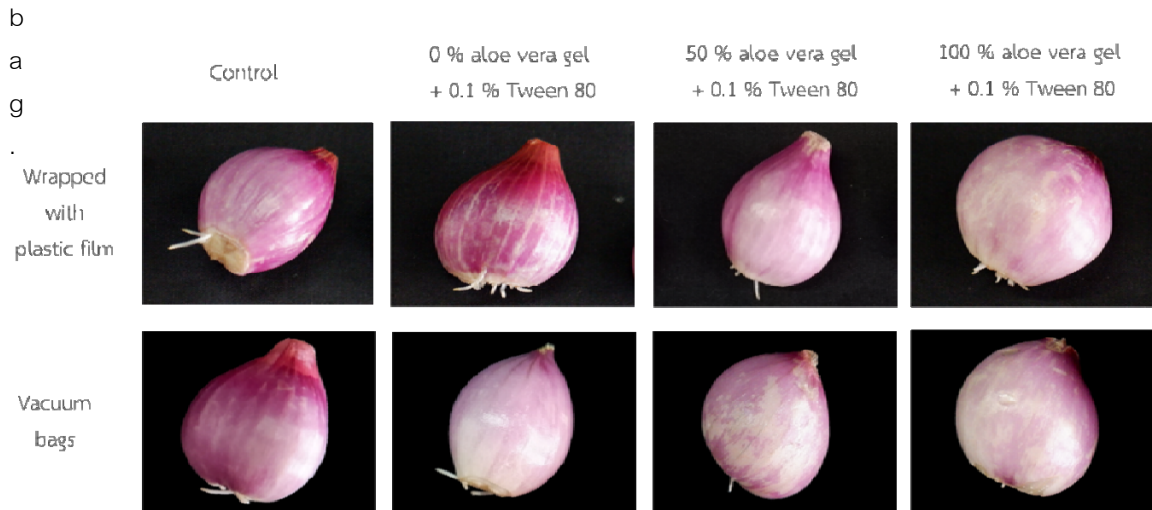 b
a
g
.
Control
0 % aloe vera gel
+ 0.1 % Tween 80
50 % aloe vera gel
+ 0.1 % Tween 80
100 % aloe vera gel
+ 0.1 % Tween 80
Wrapped
with
plastic film
Vacuum
bags